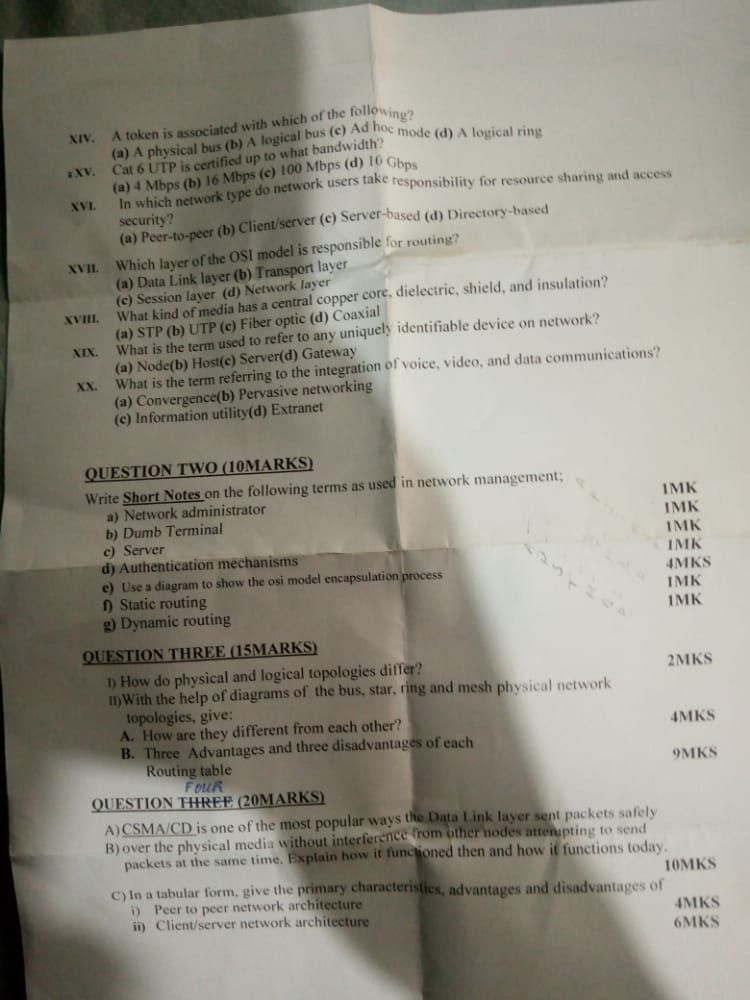 XIV. A token is associated with which of the following?
(a) A physical bus (b) A logical bus (c) Ad hoc mode (d) A logical ring
XV. Cat 6 UTP is certified up to what bandwidth?
(a) 4 Mbps (b) 16 Mbps (c) 100 Mbps (d) 10 Gbps
XVI. In which network type do network users take responsibility for resource sharing and access
security?
(a) Peer-to-peer (b) Client/server (c) Server-based (d) Directory-based
XVII. Which layer of the OSI model is responsible for routing?
(a) Data Link layer (b) Transport layer
(c) Session layer (d) Network layer
XVIII. What kind of media has a central copper core, dielectric, shield, and insulation?
(a) STP (b) UTP (c) Fiber optic (d) Coaxial
XIX. What is the term used to refer to any uniquely identifiable device on network?
(a) Node(b) Host(c) Server(d) Gateway
XX. What is the term referring to the integration of voice, video, and data communications?
(a) Convergence(b) Pervasive networking
(c) Information utility(d) Extranet
QUESTION TWO (10MARKS)
Write Short Notes on the following terms as used in network management;
a) Network administrator 1MK
b) Dumb Terminal 1MK
c) Server 1MK
d) Authentication mechanisms 1MK
e) Use a diagram to show the osi model encapsulation process 4MKS
f) Static routing 1MK
g) Dynamic routing 1MK
QUESTION THREE (15MARKS)
I) How do physical and logical topologies differ? 2MKS
II)With the help of diagrams of the bus, star, ring and mesh physical network
topologies, give:
A. How are they different from each other? 4MKS
B. Three Advantages and three disadvantages of each 9MKS
Routing table
FOUR
QUESTION THREE (20MARKS)
A) CSMA/CD is one of the most popular ways the Data Link layer sent packets safely
B) over the physical media without interference from other nodes attempting to send
packets at the same time. Explain how it functioned then and how it functions today.
10MKS
C) In a tabular form, give the primary characteristics, advantages and disadvantages of
i) Peer to peer network architecture 4MKS
ii) Client/server network architecture 6MKS